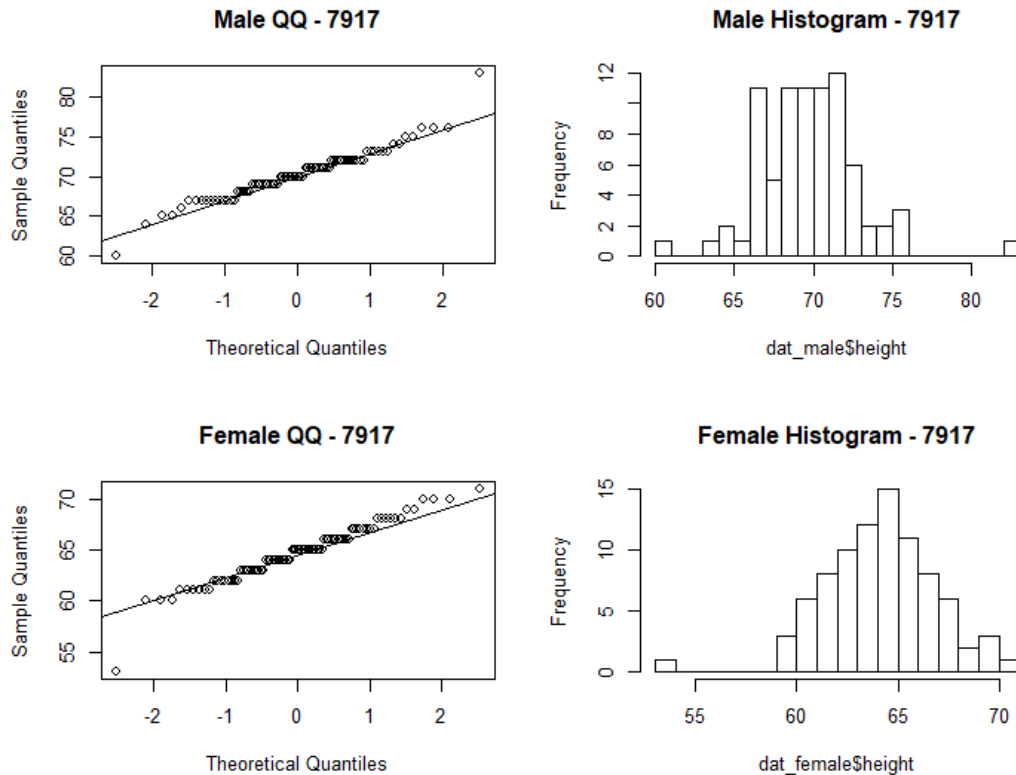 Male QQ - 7917
Sample Quantiles
60 65 70 75 80
-2 -1 0 1 2
Theoretical Quantiles
Male Histogram - 7917
Frequency
0 2 4 6 8 12
60 65 70 75 80
dat_male$height
Female QQ - 7917
Sample Quantiles
55 60 65 70
-2 -1 0 1 2
Theoretical Quantiles
Female Histogram - 7917
Frequency
0 5 10 15
55 60 65 70
dat_female$height